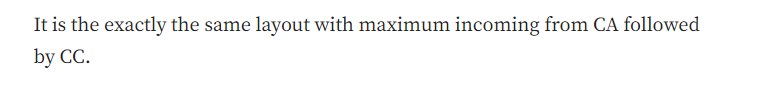 It is the exactly the same layout with maximum incoming from CA followed
by CC.